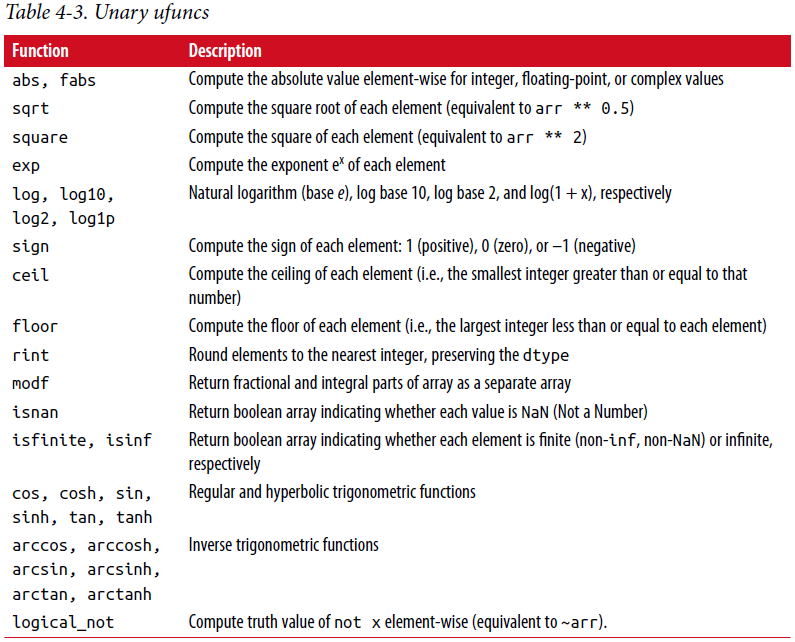 Table 4-3. Unary ufuncs
Function Description
abs, fabs Compute the absolute value element-wise for integer, floating-point, or complex values
sqrt Compute the square root of each element (equivalent to arr ** 0.5)
square Compute the square of each element (equivalent to arr ** 2)
exp Compute the exponent eˣ of each element
log, log10, Natural logarithm (base e), log base 10, log base 2, and log(1 + x), respectively
log2, log1p
sign Compute the sign of each element: 1 (positive), 0 (zero), or −1 (negative)
ceil Compute the ceiling of each element (i.e., the smallest integer greater than or equal to that
number)
floor Compute the floor of each element (i.e., the largest integer less than or equal to each element)
rint Round elements to the nearest integer, preserving the dtype
modf Return fractional and integral parts of array as a separate array
isnan Return boolean array indicating whether each value is NaN (Not a Number)
isfinite, isinf Return boolean array indicating whether each element is finite (non-inf, non-NaN) or infinite,
respectively
cos, cosh, sin, Regular and hyperbolic trigonometric functions
sinh, tan, tanh
arccos, arccosh, Inverse trigonometric functions
arcsin, arcsinh,
arctan, arctanh
logical_not Compute truth value of not x element-wise (equivalent to ~arr).